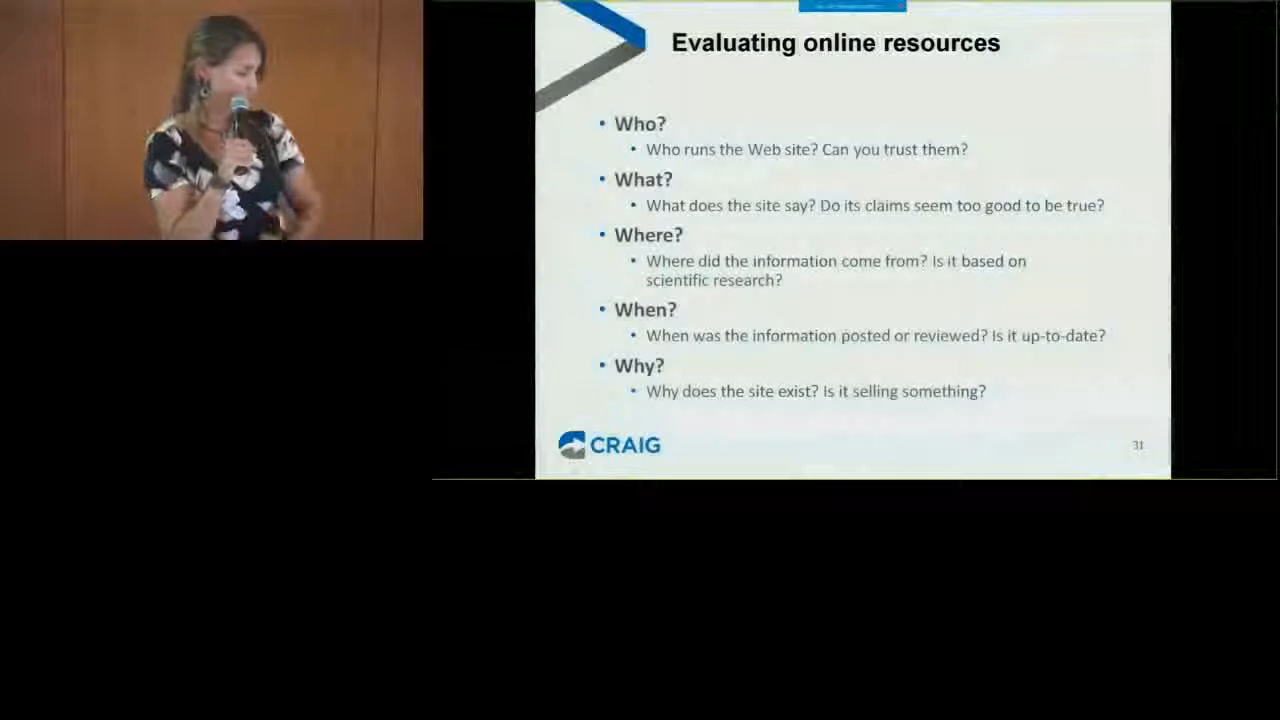 Evaluating online resources
• Who?
• Who runs the Web site? Can you trust them?
• What?
• What does the site say? Do its claims seem too good to be true?
• Where?
• Where did the information come from? Is it based on
scientific research?
• When?
• When was the information posted or reviewed? Is it up-to-date?
• Why?
• Why does the site exist? Is it selling something?
CRAIG
31